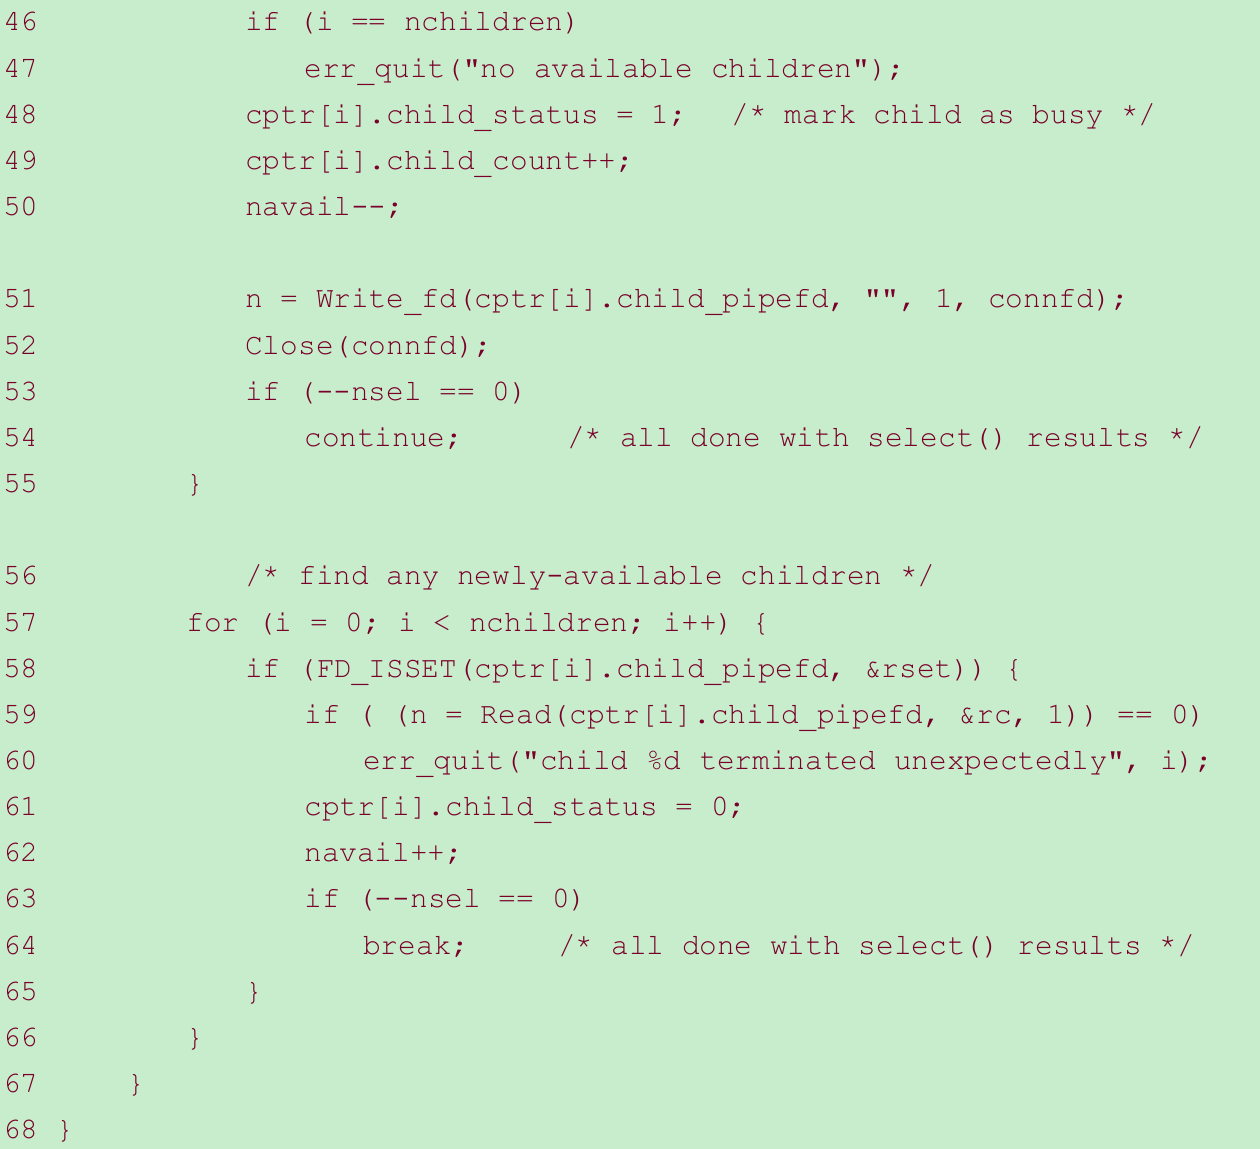 46 if (i == nchildren)
47 err_quit("no available children");
48 cptr[i].child_status = 1; /* mark child as busy */
49 cptr[i].child_count++;
50 navail--;
51 n = Write_fd(cptr[i].child_pipefd, "", 1, connfd);
52 Close(connfd);
53 if (--nsel == 0)
54 continue; /* all done with select() results */
55 }
56 /* find any newly-available children */
57 for (i = 0; i < nchildren; i++) {
58 if (FD_ISSET(cptr[i].child_pipefd, &rset)) {
59 if ( (n = Read(cptr[i].child_pipefd, &rc, 1)) == 0)
60 err_quit("child %d terminated unexpectedly", i);
61 cptr[i].child_status = 0;
62 navail++;
63 if (--nsel == 0)
64 break; /* all done with select() results */
65 }
66 }
67 }
68 }